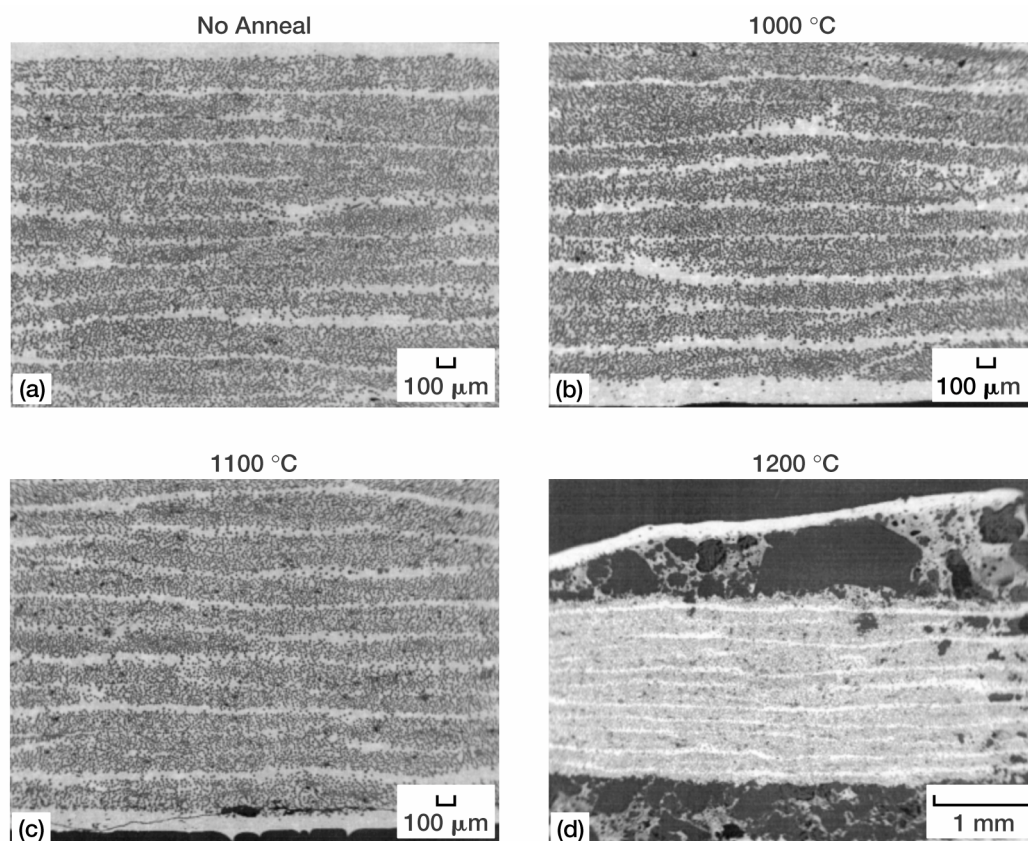 No Anneal
1000 °C
(a)
100 μm
(b)
100 μm
1100 °C
1200 °C
(c)
100 μm
(d)
1 mm